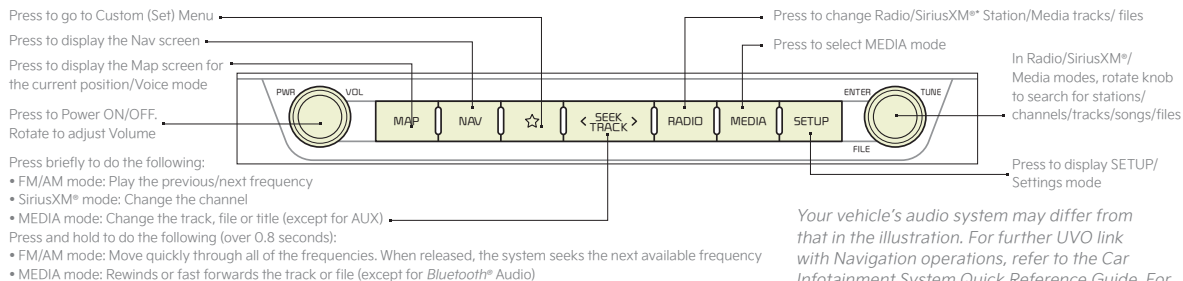 Press to go to Custom (Set) Menu
Press to display the Nav screen
Press to display the Map screen for
the current position/Voice mode
Press to Power ON/OFF.
Rotate to adjust Volume
Press to change Radio/SiriusXM®* Station/Media tracks/ files
Press to select MEDIA mode
In Radio/SiriusXM®/
Media modes, rotate knob
to search for stations/
channels/tracks/songs/files
PWR
VOL
MAP
NAV
< SEEK >
TRACK
RADIO
MEDIA
SETUP
ENTER
TUNE
FILE
Press to display SETUP/
Settings mode
Press briefly to do the following:
• FM/AM mode: Play the previous/next frequency
• SiriusXM® mode: Change the channel
• MEDIA mode: Change the track, file or title (except for AUX)
Press and hold to do the following (over 0.8 seconds):
• FM/AM mode: Move quickly through all of the frequencies. When released, the system seeks the next available frequency
• MEDIA mode: Rewinds or fast forwards the track or file (except for Bluetooth® Audio)
Your vehicle's audio system may differ from
that in the illustration. For further UVO link
with Navigation operations, refer to the Car
Infotainment System Quick Reference Guide. For